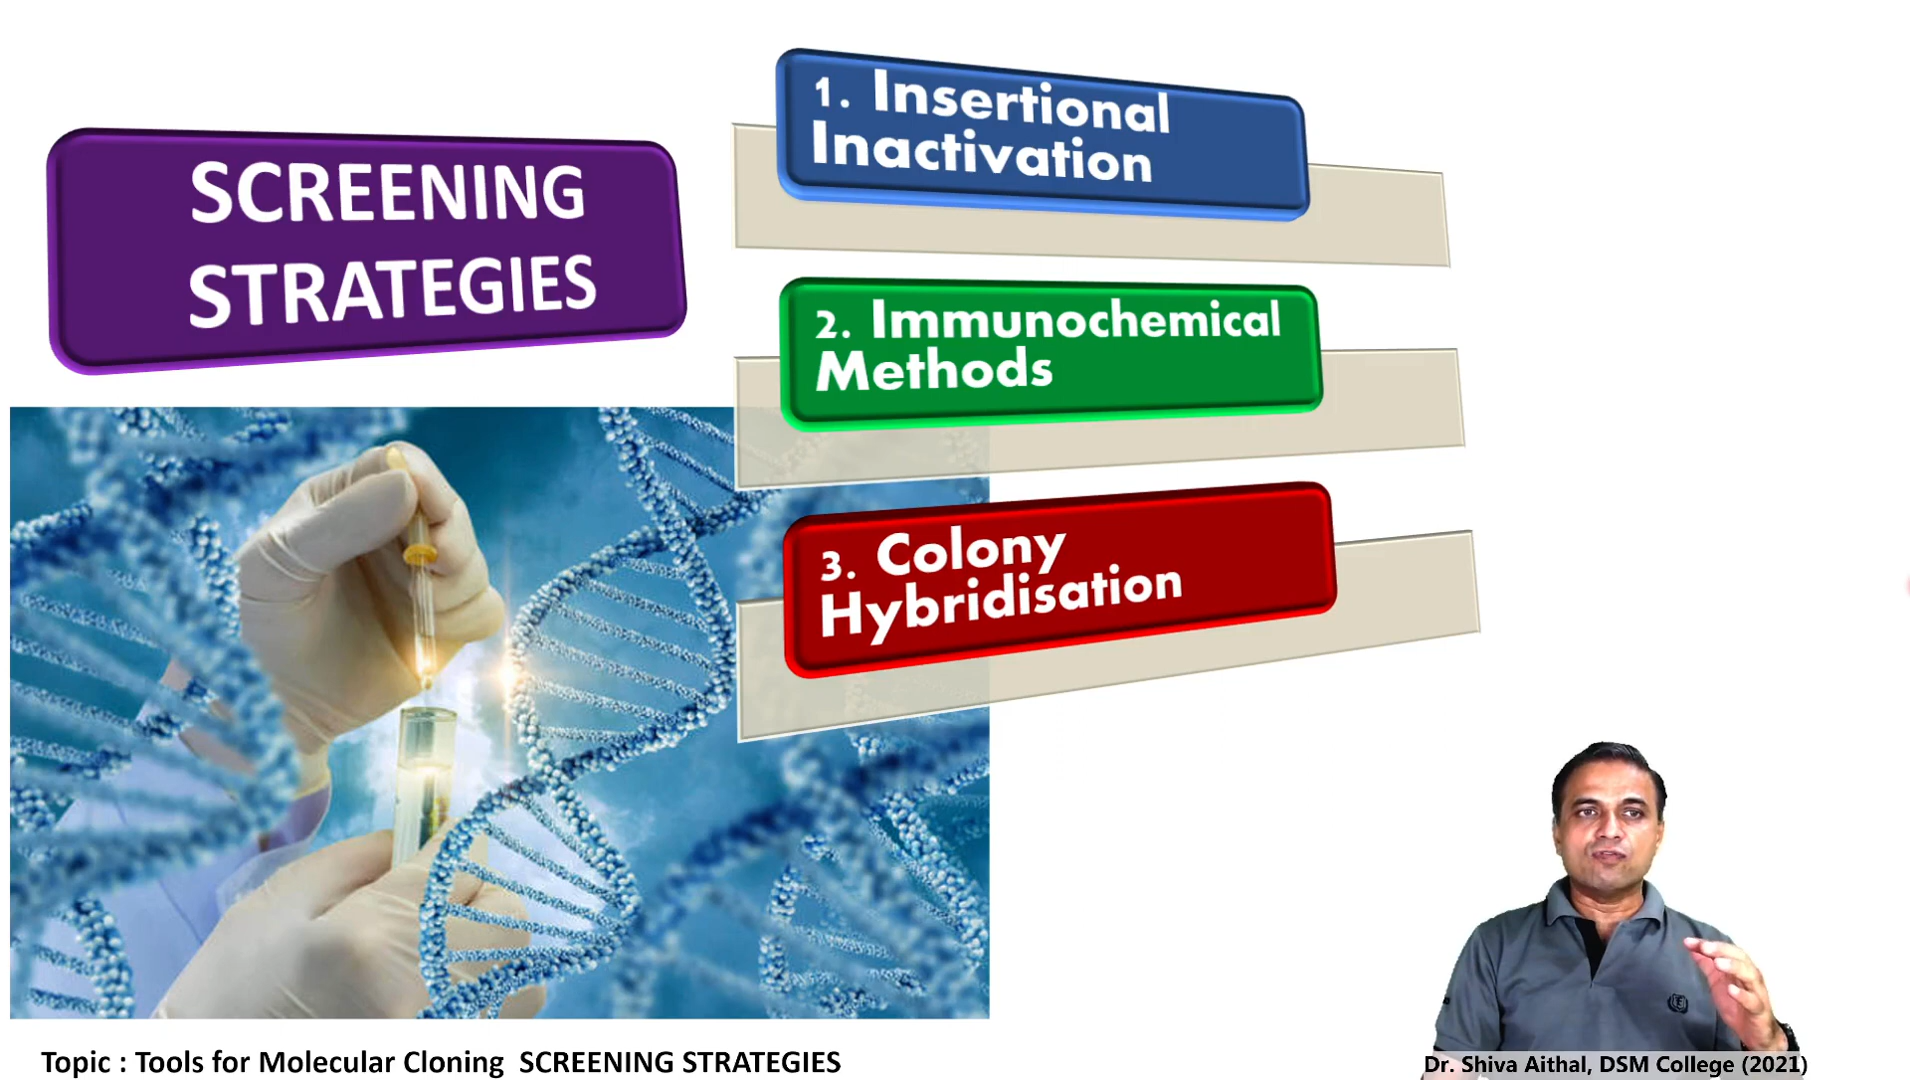 SCREENING
STRATEGIES
1. Insertional
Inactivation
2. Immunochemical
Methods
3. Colony
Hybridisation
Topic : Tools for Molecular Cloning SCREENING STRATEGIES
Dr. Shiva Aithal, DSM College (2021)